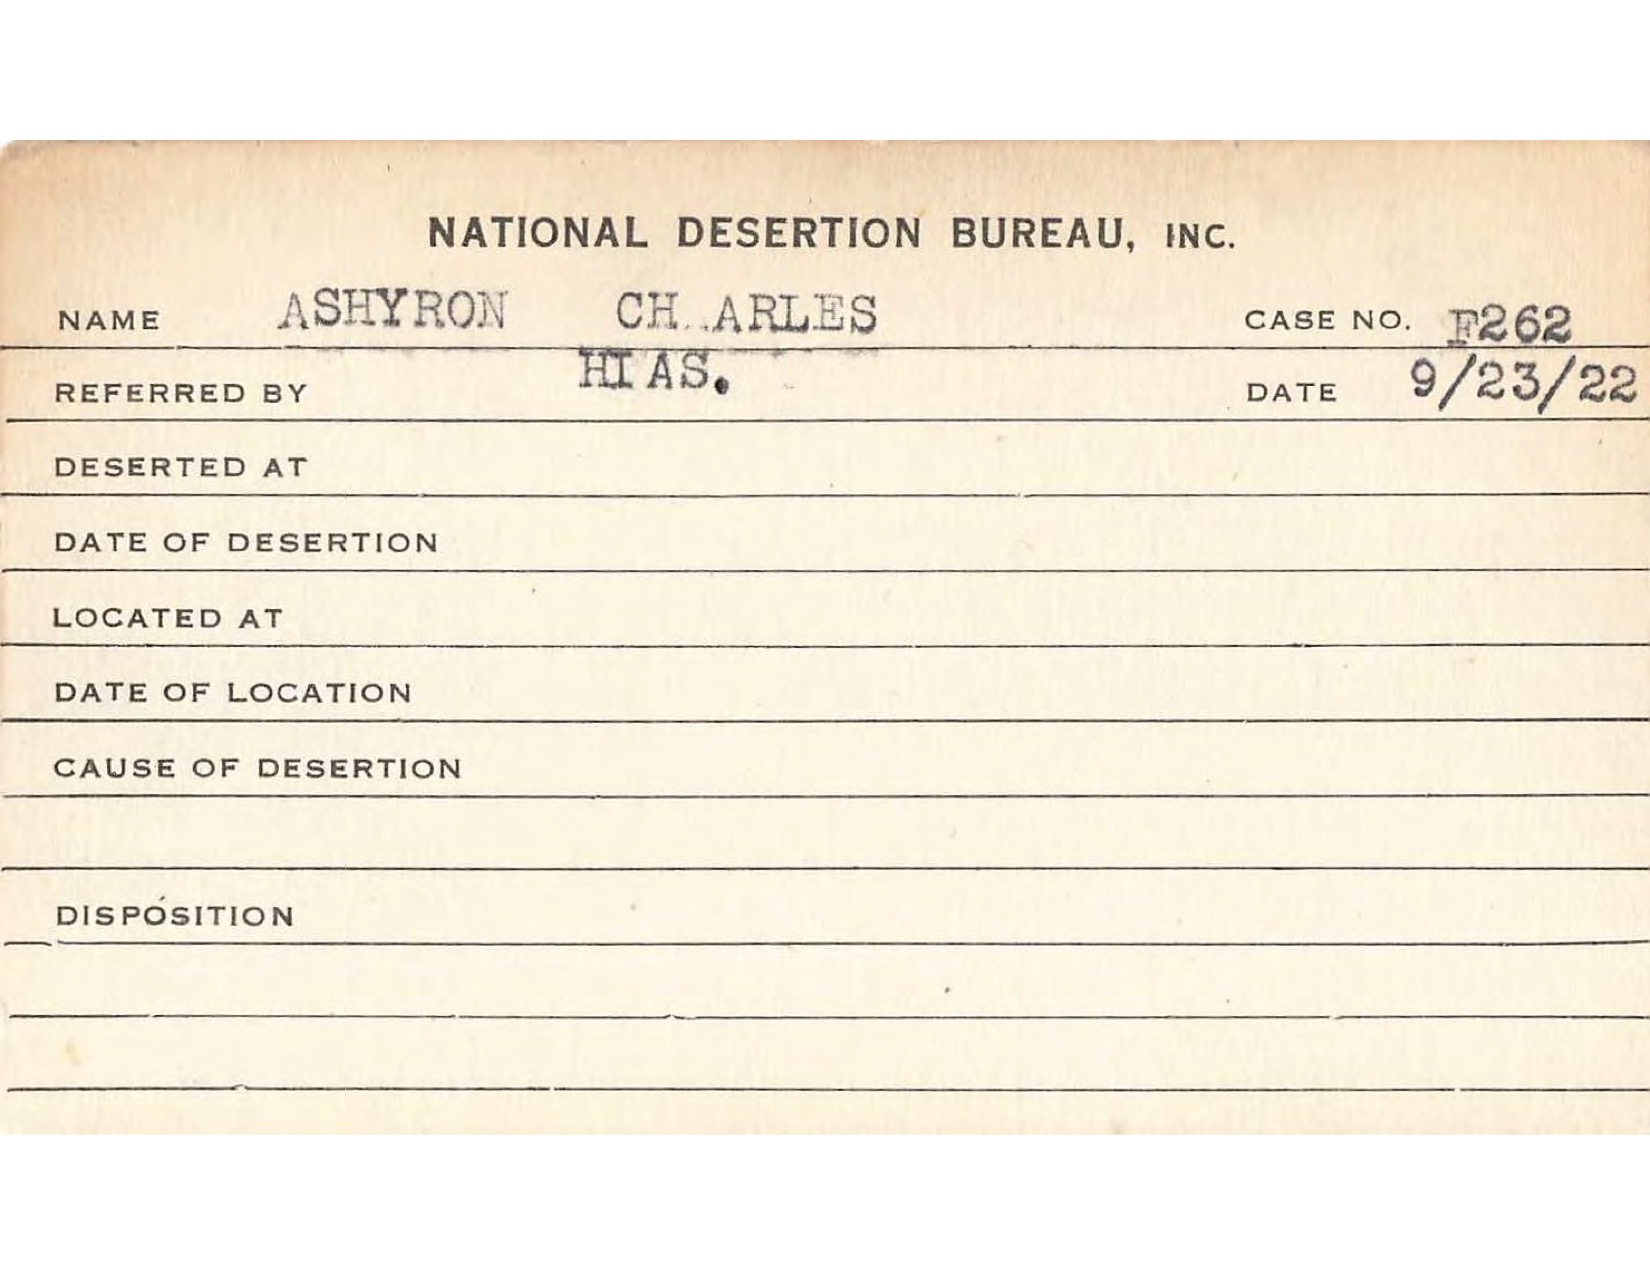 NATIONAL DESERTION BUREAU, INC.
NAME ASHYRON CH ARLES CASE NO. F262
REFERRED BY HIAS. DATE 9/23/22
DESERTED AT
DATE OF DESERTION
LOCATED AT
DATE OF LOCATION
CAUSE OF DESERTION
DISPOSITION